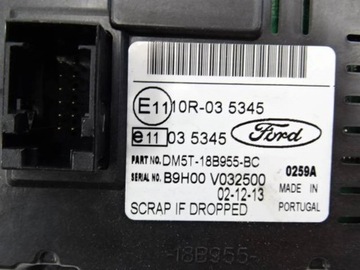 E11 10R-03 5345
e11 03 5345
Ford
PART NO. DM5T-18B955-BC
SERIAL NO. B9H00 V032500
0259A
02-12-13
MADE IN
PORTUGAL
SCRAP IF DROPPED
-18B955-